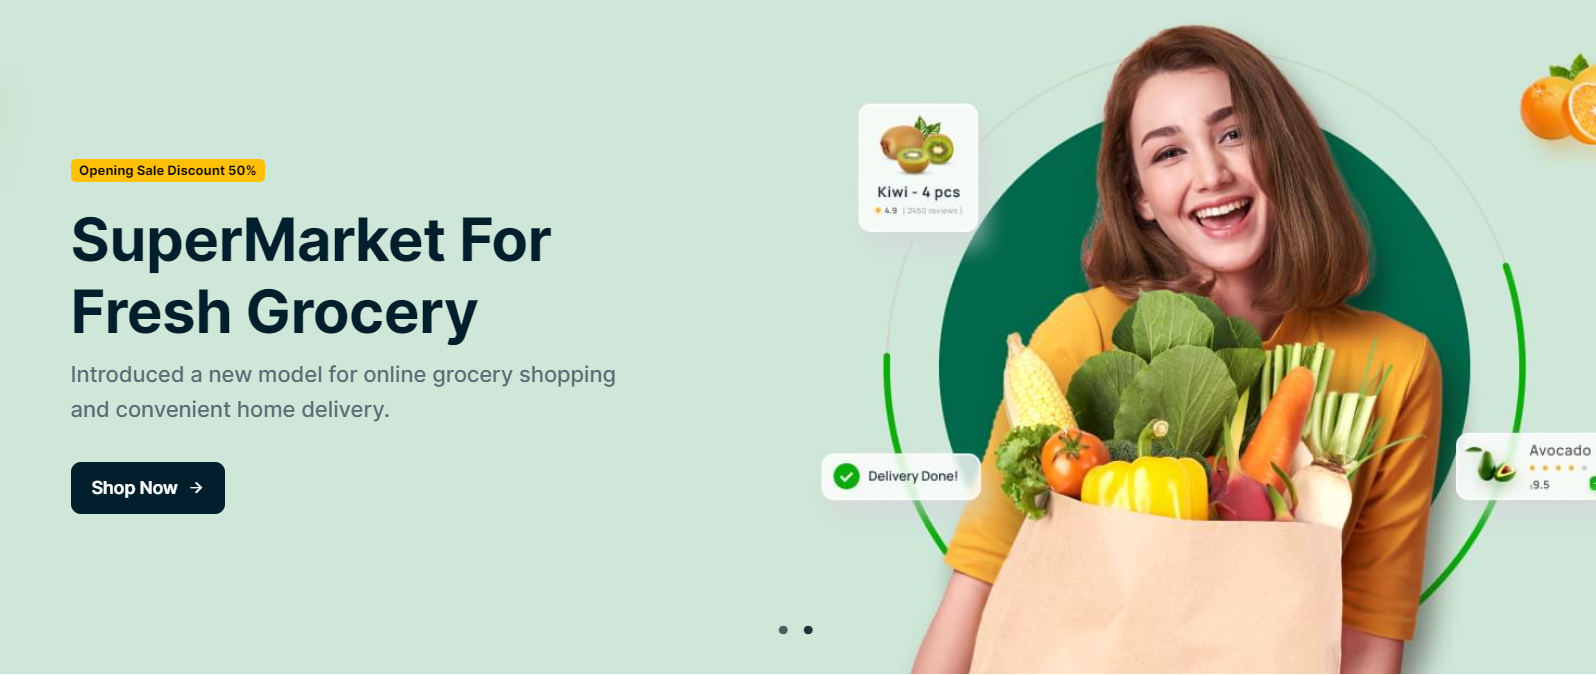 Opening Sale Discount 50%
SuperMarket For
Fresh Grocery
Introduced a new model for online grocery shopping
and convenient home delivery.
Shop Now
Kiwi - 4 pcs
4.9 ( 2450 reviews )
Delivery Done!
Avocado
9.5